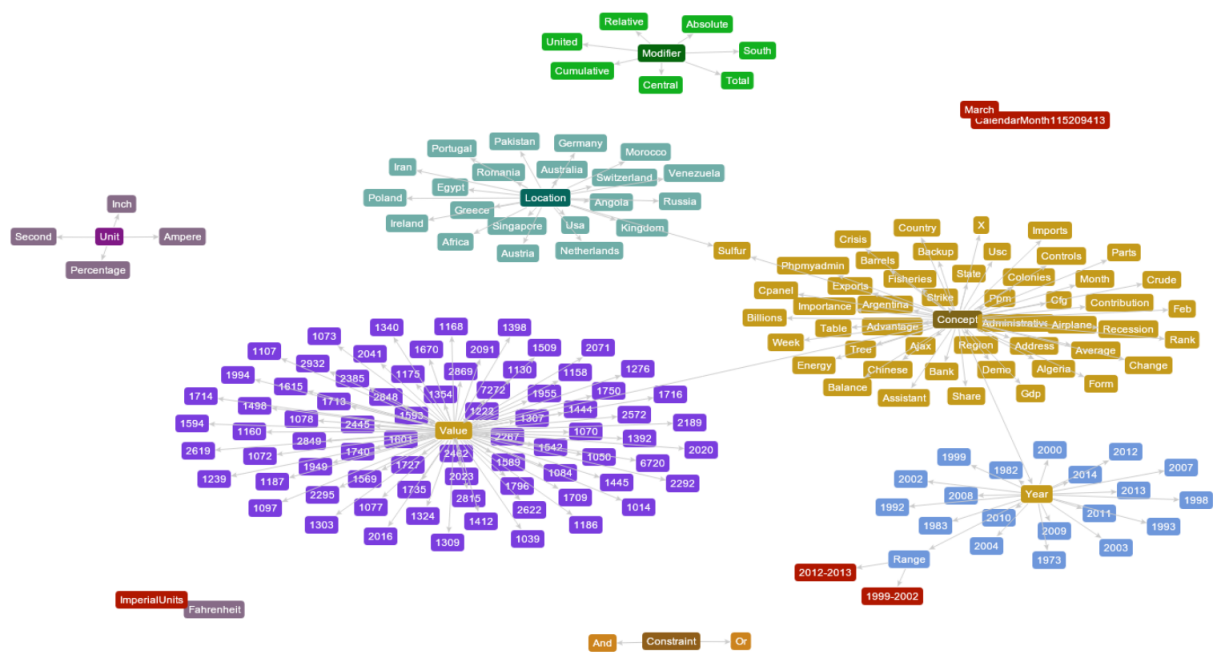 Relative
Absolute
United
Modifier
South
Cumulative
Central
Total
March
CalendarMonth115209413
Pakistan
Germany
Portugal
Morocco
Iran
Romania
Australia
Switzerland
Venezuela
Egypt
Poland
Location
Angola
Russia
Greece
Ireland
Singapore
Usa
Kingdom
Africa
Austria
Netherlands
Inch
Second
Unit
Ampere
Percentage
Sulfur
Country
X
Imports
Crisis
Backup
Usc
Controls
Parts
Phpmyadmin
Barrels
Fisheries
State
Colonies
Month
Crude
Cpanel
Exports
Importance
Argentina
Strike
Ppm
Cfg
Contribution
Feb
Billions
Table
Advantage
Concept
Administrative
Airplane
Recession
Rank
Week
Tree
Ajax
Region
Address
Average
Energy
Chinese
Bank
Demo
Algeria
Change
Balance
Assistant
Share
Gdp
Form
1340
1168
1398
1073
1107
2041
1670
2091
1509
2071
2932
1994
2385
1175
2869
1130
1158
1276
1615
1714
1498
1713
2848
1354
7272
1955
1750
1716
1594
1160
1078
2445
1593
1222
1307
1444
2572
2189
2619
2849
1601
Value
2267
1070
1392
2020
1072
1740
2462
1542
1050
6720
1239
1949
1727
1589
1084
2292
1187
1569
2023
1445
1097
2295
1735
1796
1709
1014
1077
2815
2622
1303
1324
1412
1186
2016
1309
1039
1999
2000
2012
2002
1982
2014
2007
1992
2008
Year
2013
1998
1983
2010
2011
1993
2009
2004
2003
Range
1973
2012-2013
1999-2002
ImperialUnits
Fahrenheit
And
Constraint
Or